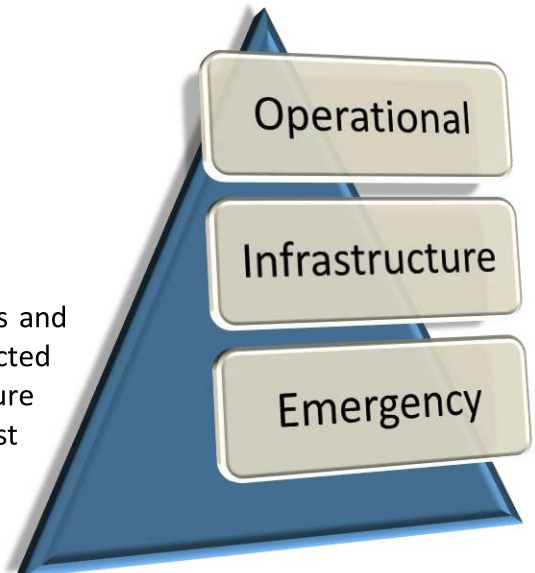 Operational
Infrastructure
Emergency
s and
cted
ure
st